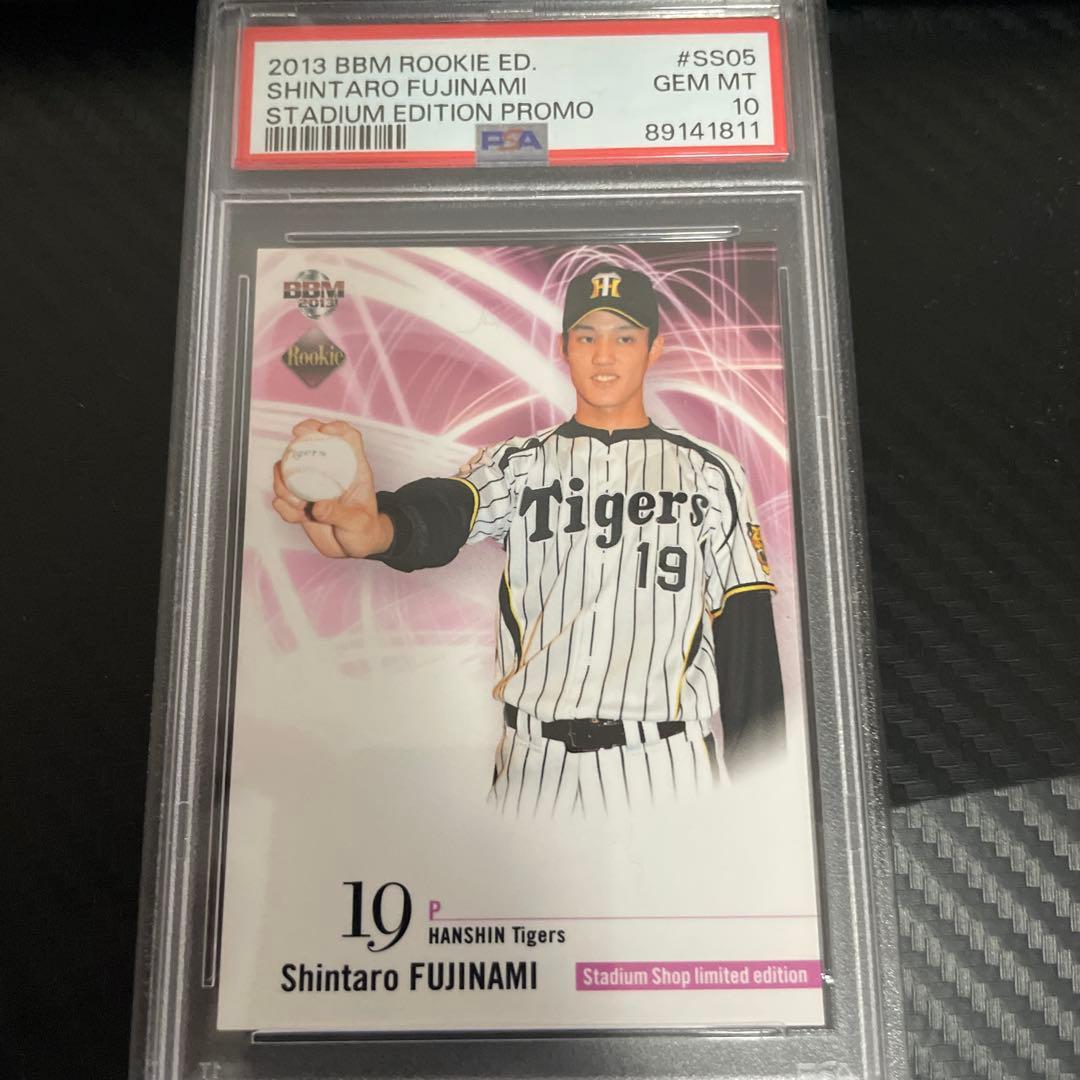 2013 BBM ROOKIE ED.
#SS05
SHINTARO FUJINAMI
GEM MT
STADIUM EDITION PROMO
10
PSA
89141811
BBM
2013
Rookie
Tigers
19
19
P
HANSHIN Tigers
Shintaro FUJINAMI
Stadium Shop limited edition